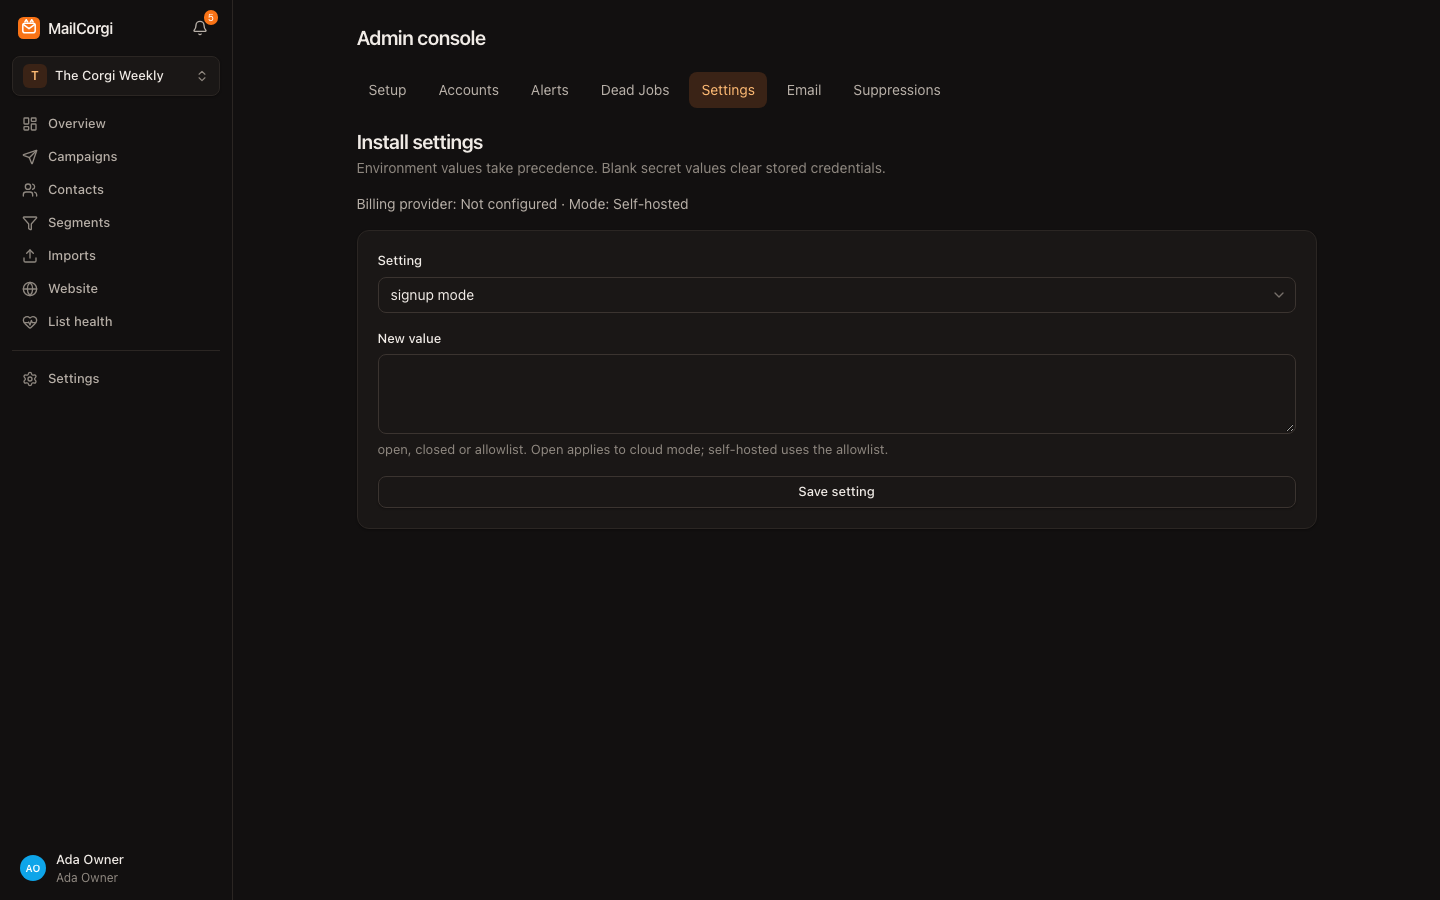 MailCorgi
5
T
The Corgi Weekly
Overview
Campaigns
Contacts
Segments
Imports
Website
List health
Settings
AO
Ada Owner
Ada Owner
Admin console
Setup Accounts Alerts Dead Jobs Settings Email Suppressions
Install settings
Environment values take precedence. Blank secret values clear stored credentials.
Billing provider: Not configured · Mode: Self-hosted
Setting
signup mode
New value
open, closed or allowlist. Open applies to cloud mode; self-hosted uses the allowlist.
Save setting